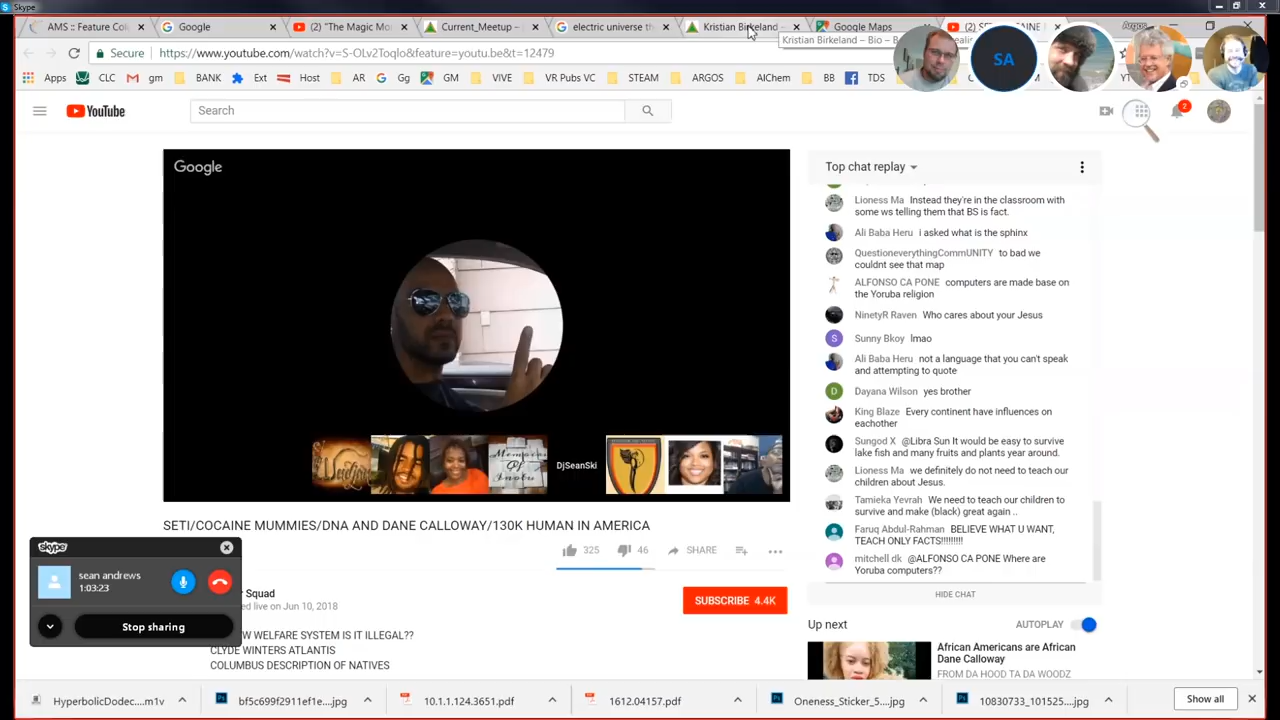 Skype
AMS :: Feature Col
Google
(2) "The Magic Mo
Current_Meetup –
electric universe th
Kristian Birkeland –
Google Maps
Argos
Kristian Birkeland – Bio – B
Secure
https://www.youtube.com/watch?v=S-OLv2Toqlo&feature=youtu.be&t=12479
Apps
CLC
gm
BANK
Ext
Host
AR
Gg
GM
VIVE
VR Pubs VC
STEAM
ARGOS
AIChem
BB
TDS
SA
YouTube
Search
2
Google
DjSeanSki
SETI/COCAINE MUMMIES/DNA AND DANE CALLOWAY/130K HUMAN IN AMERICA
325
46
SHARE
Squad
ed live on Jun 10, 2018
SUBSCRIBE 4.4K
W WELFARE SYSTEM IS IT ILLEGAL??
CLYDE WINTERS ATLANTIS
COLUMBUS DESCRIPTION OF NATIVES
skype
sean andrews
1:03:23
Stop sharing
Top chat replay
Lioness Ma Instead they're in the classroom with
some ws telling them that BS is fact.
Ali Baba Heru i asked what is the sphinx
QuestioneverythingCommUNITY to bad we
couldnt see that map
ALFONSO CA PONE computers are made base on
the Yoruba religion
NinetyR Raven Who cares about your Jesus
Sunny Bkoy lmao
Ali Baba Heru not a language that you can't speak
and attempting to quote
Dayana Wilson yes brother
King Blaze Every continent have influences on
eachother
Sungod X @Libra Sun It would be easy to survive
lake fish and many fruits and plants year around.
Lioness Ma we definitely do not need to teach our
children about Jesus.
Tamieka Yevrah We need to teach our children to
survive and make (black) great again ..
Faruq Abdul-Rahman BELIEVE WHAT U WANT,
TEACH ONLY FACTS!!!!!!!!
mitchell dk @ALFONSO CA PONE Where are
Yoruba computers??
HIDE CHAT
Up next
AUTOPLAY
African Americans are African
Dane Calloway
FROM DA HOOD TA DA WOODZ
HyperbolicDodec....m1v
bf5c699f2911ef1e....jpg
10.1.1.124.3651.pdf
1612.04157.pdf
Oneness_Sticker_5....jpg
10830733_101525....jpg
Show all